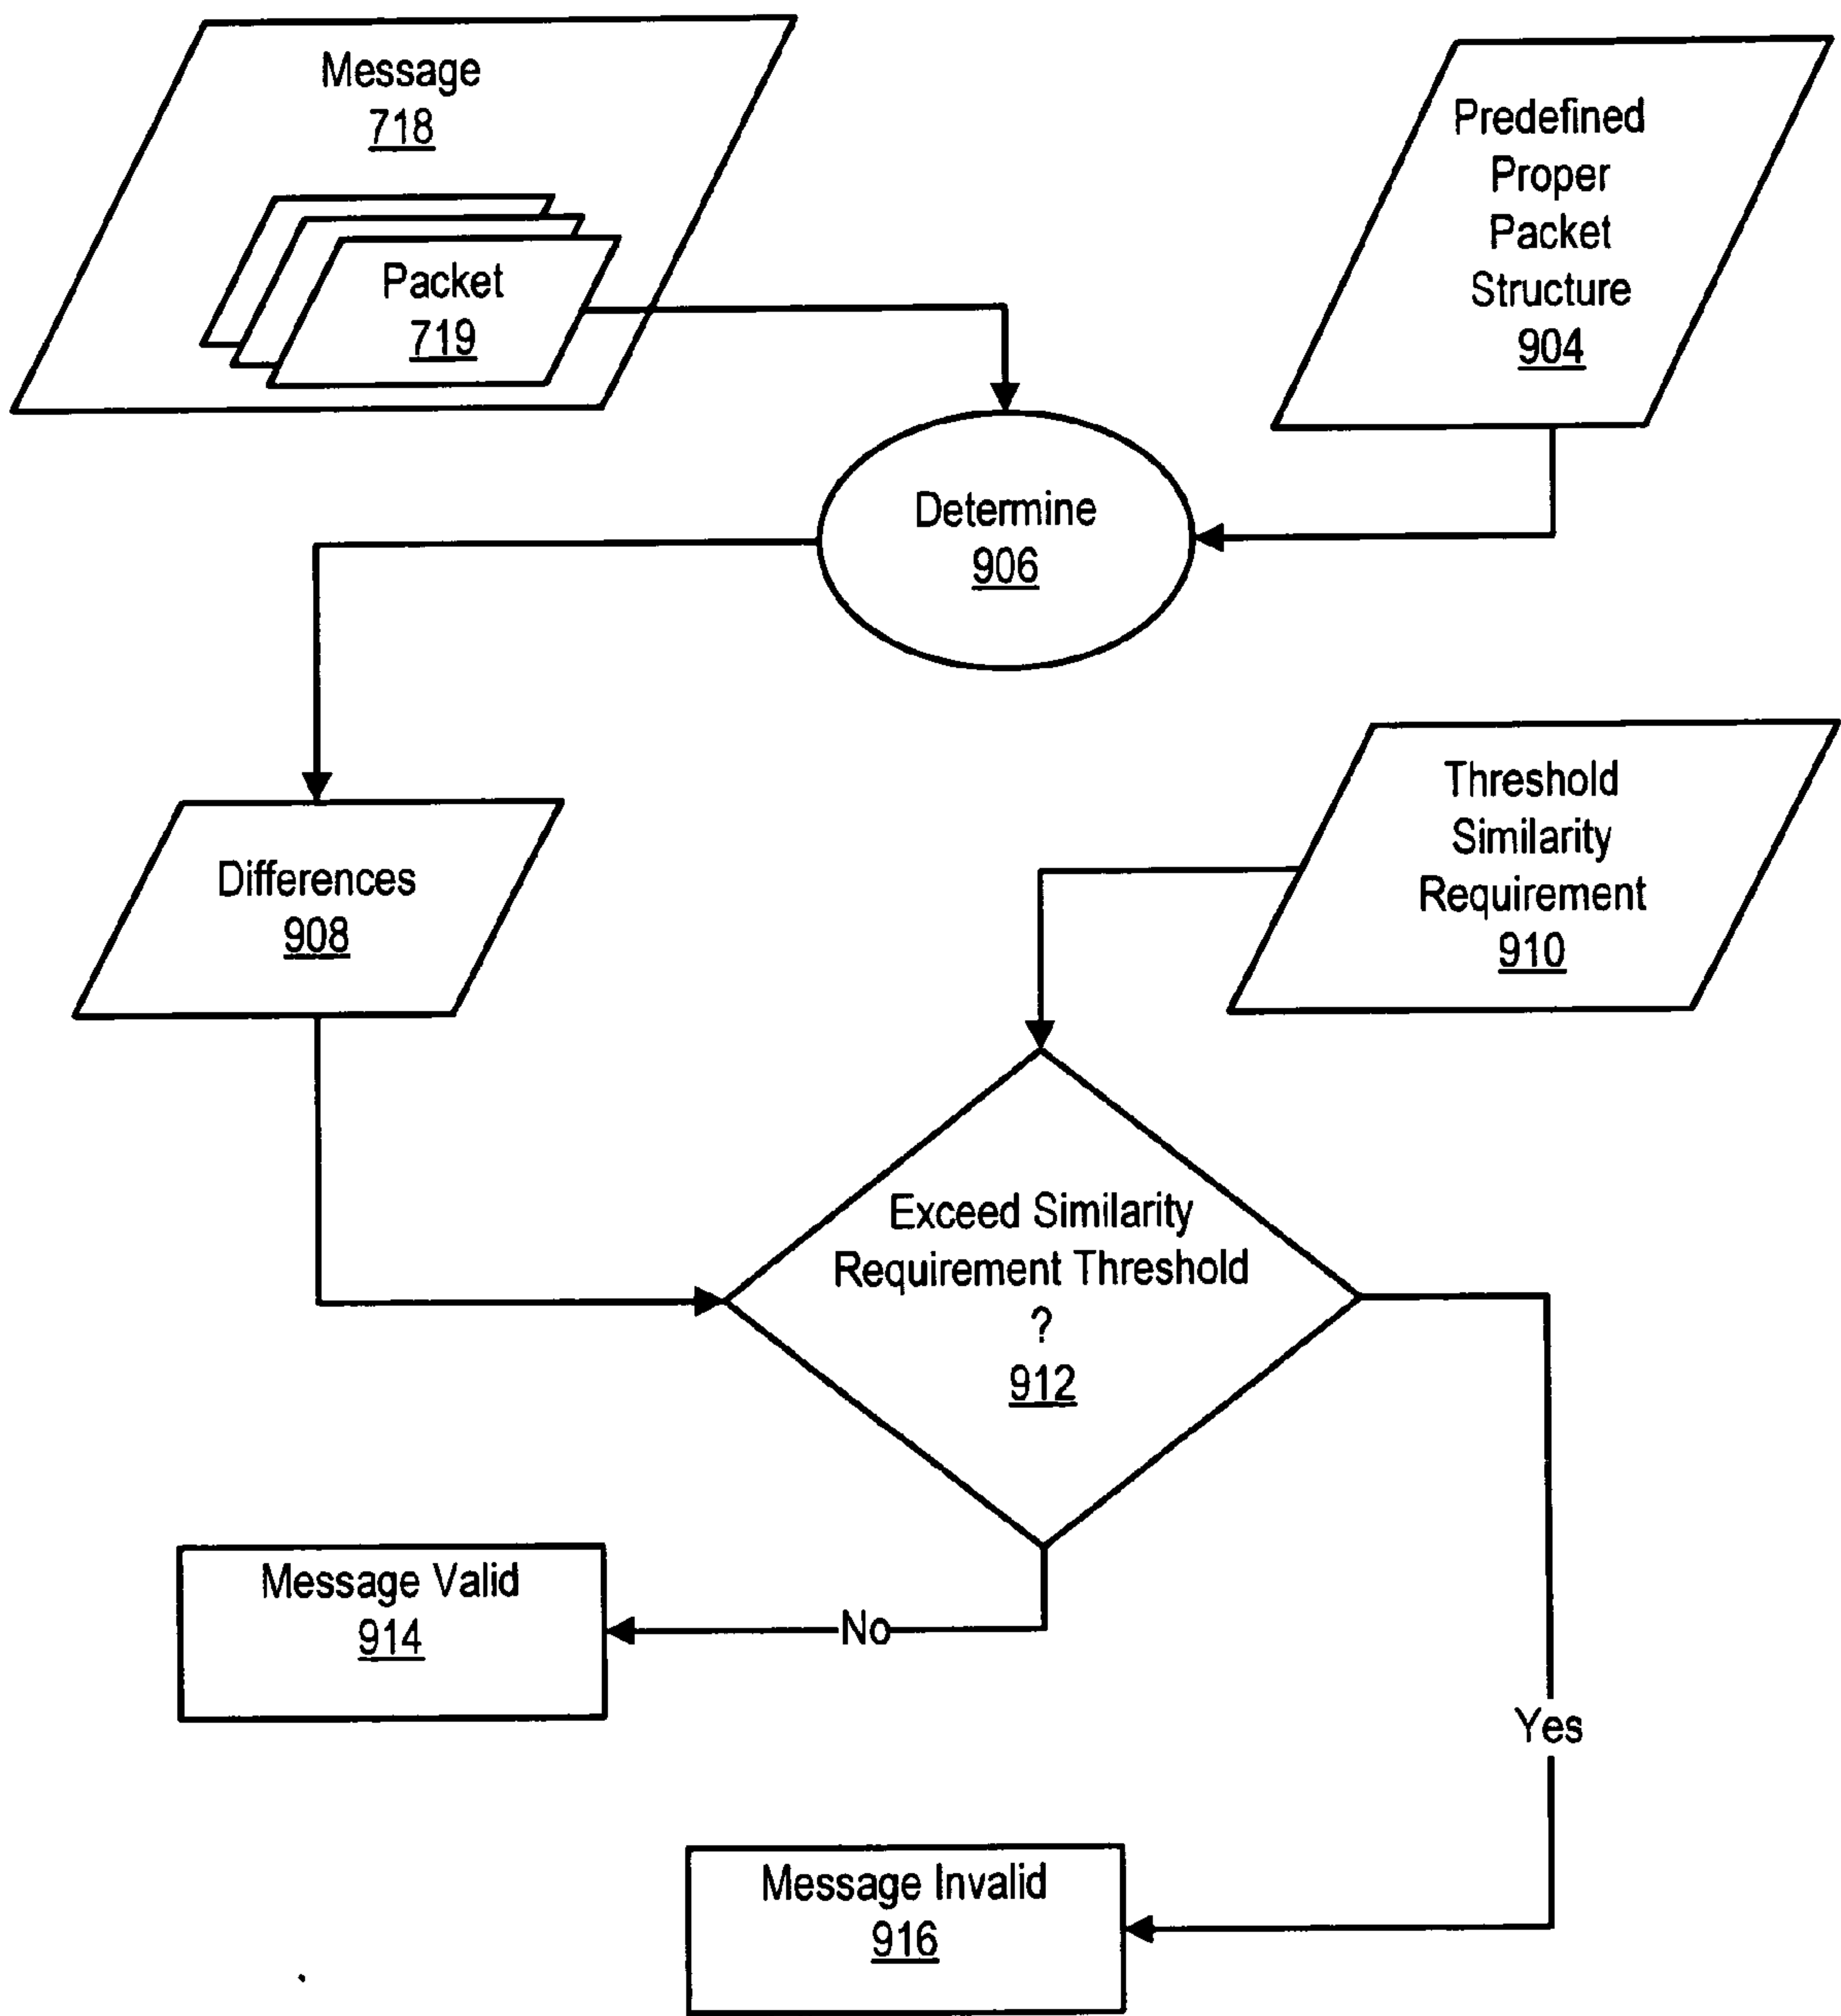 Message
718
Packet
719
Predefined
Proper
Packet
Structure
904
Determine
906
Differences
908
Threshold
Similarity
Requirement
910
Exceed Similarity
Requirement Threshold
?
912
Message Valid
914
No
Yes
Message Invalid
916